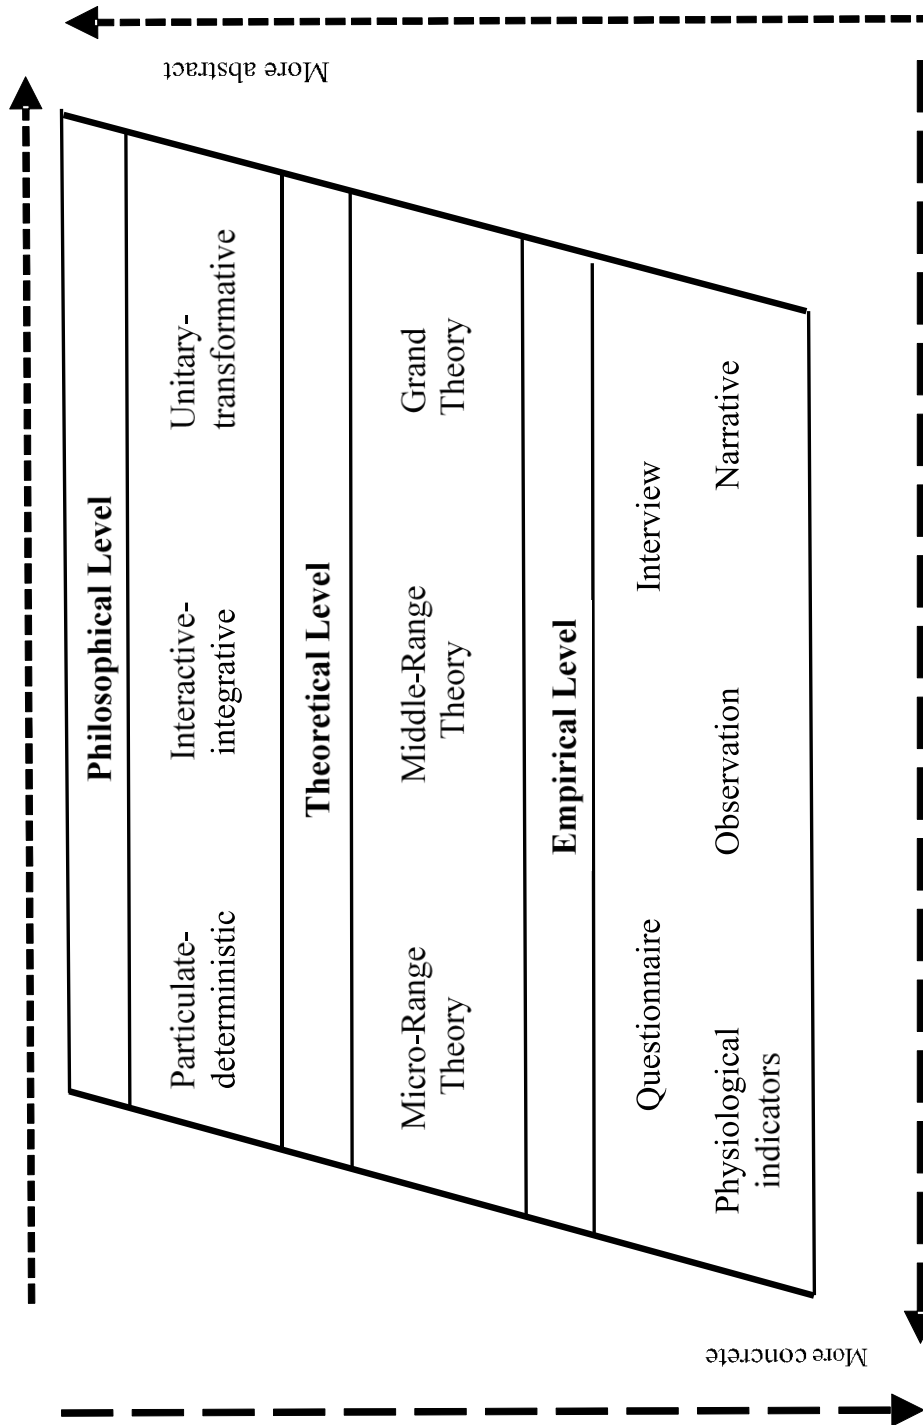 More abstract
Philosophical Level
Particulate-
deterministic
Interactive-
integrative
Unitary-
transformative
Theoretical Level
Micro-Range
Theory
Middle-Range
Theory
Grand
Theory
Empirical Level
Questionnaire
Interview
Physiological
indicators
Observation
Narrative
More concrete